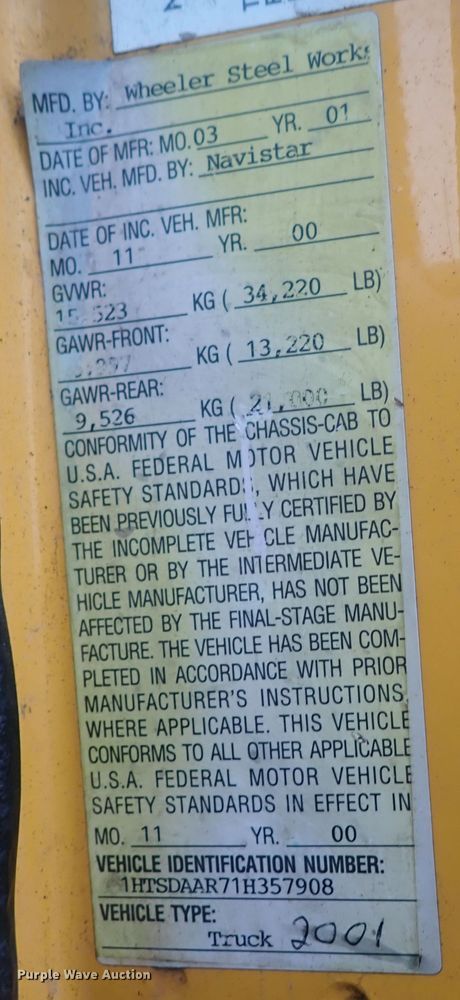 MFD. BY: Wheeler Steel Works
Inc.
DATE OF MFR: MO. 03 YR. 01
INC. VEH. MFD. BY: Navistar
DATE OF INC. VEH. MFR:
MO. 11 YR. 00
GVWR:
KG ( 34,220 LB)
GAWR-FRONT:
KG ( 13,220 LB)
GAWR-REAR:
9,526 KG ( 21,000 LB)
CONFORMITY OF THE CHASSIS-CAB TO
U.S.A. FEDERAL MOTOR VEHICLE
SAFETY STANDARDS, WHICH HAVE
BEEN PREVIOUSLY FULLY CERTIFIED BY
THE INCOMPLETE VEHICLE MANUFAC-
TURER OR BY THE INTERMEDIATE VE-
HICLE MANUFACTURER, HAS NOT BEEN
AFFECTED BY THE FINAL-STAGE MANU-
FACTURE. THE VEHICLE HAS BEEN COM-
PLETED IN ACCORDANCE WITH PRIOR
MANUFACTURER'S INSTRUCTIONS
WHERE APPLICABLE. THIS VEHICLE
CONFORMS TO ALL OTHER APPLICABLE
U.S.A. FEDERAL MOTOR VEHICLE
SAFETY STANDARDS IN EFFECT IN
MO. 11 YR. 00
VEHICLE IDENTIFICATION NUMBER:
1HTSDAAR71H357908
VEHICLE TYPE:
Truck 2001
Purple Wave Auction